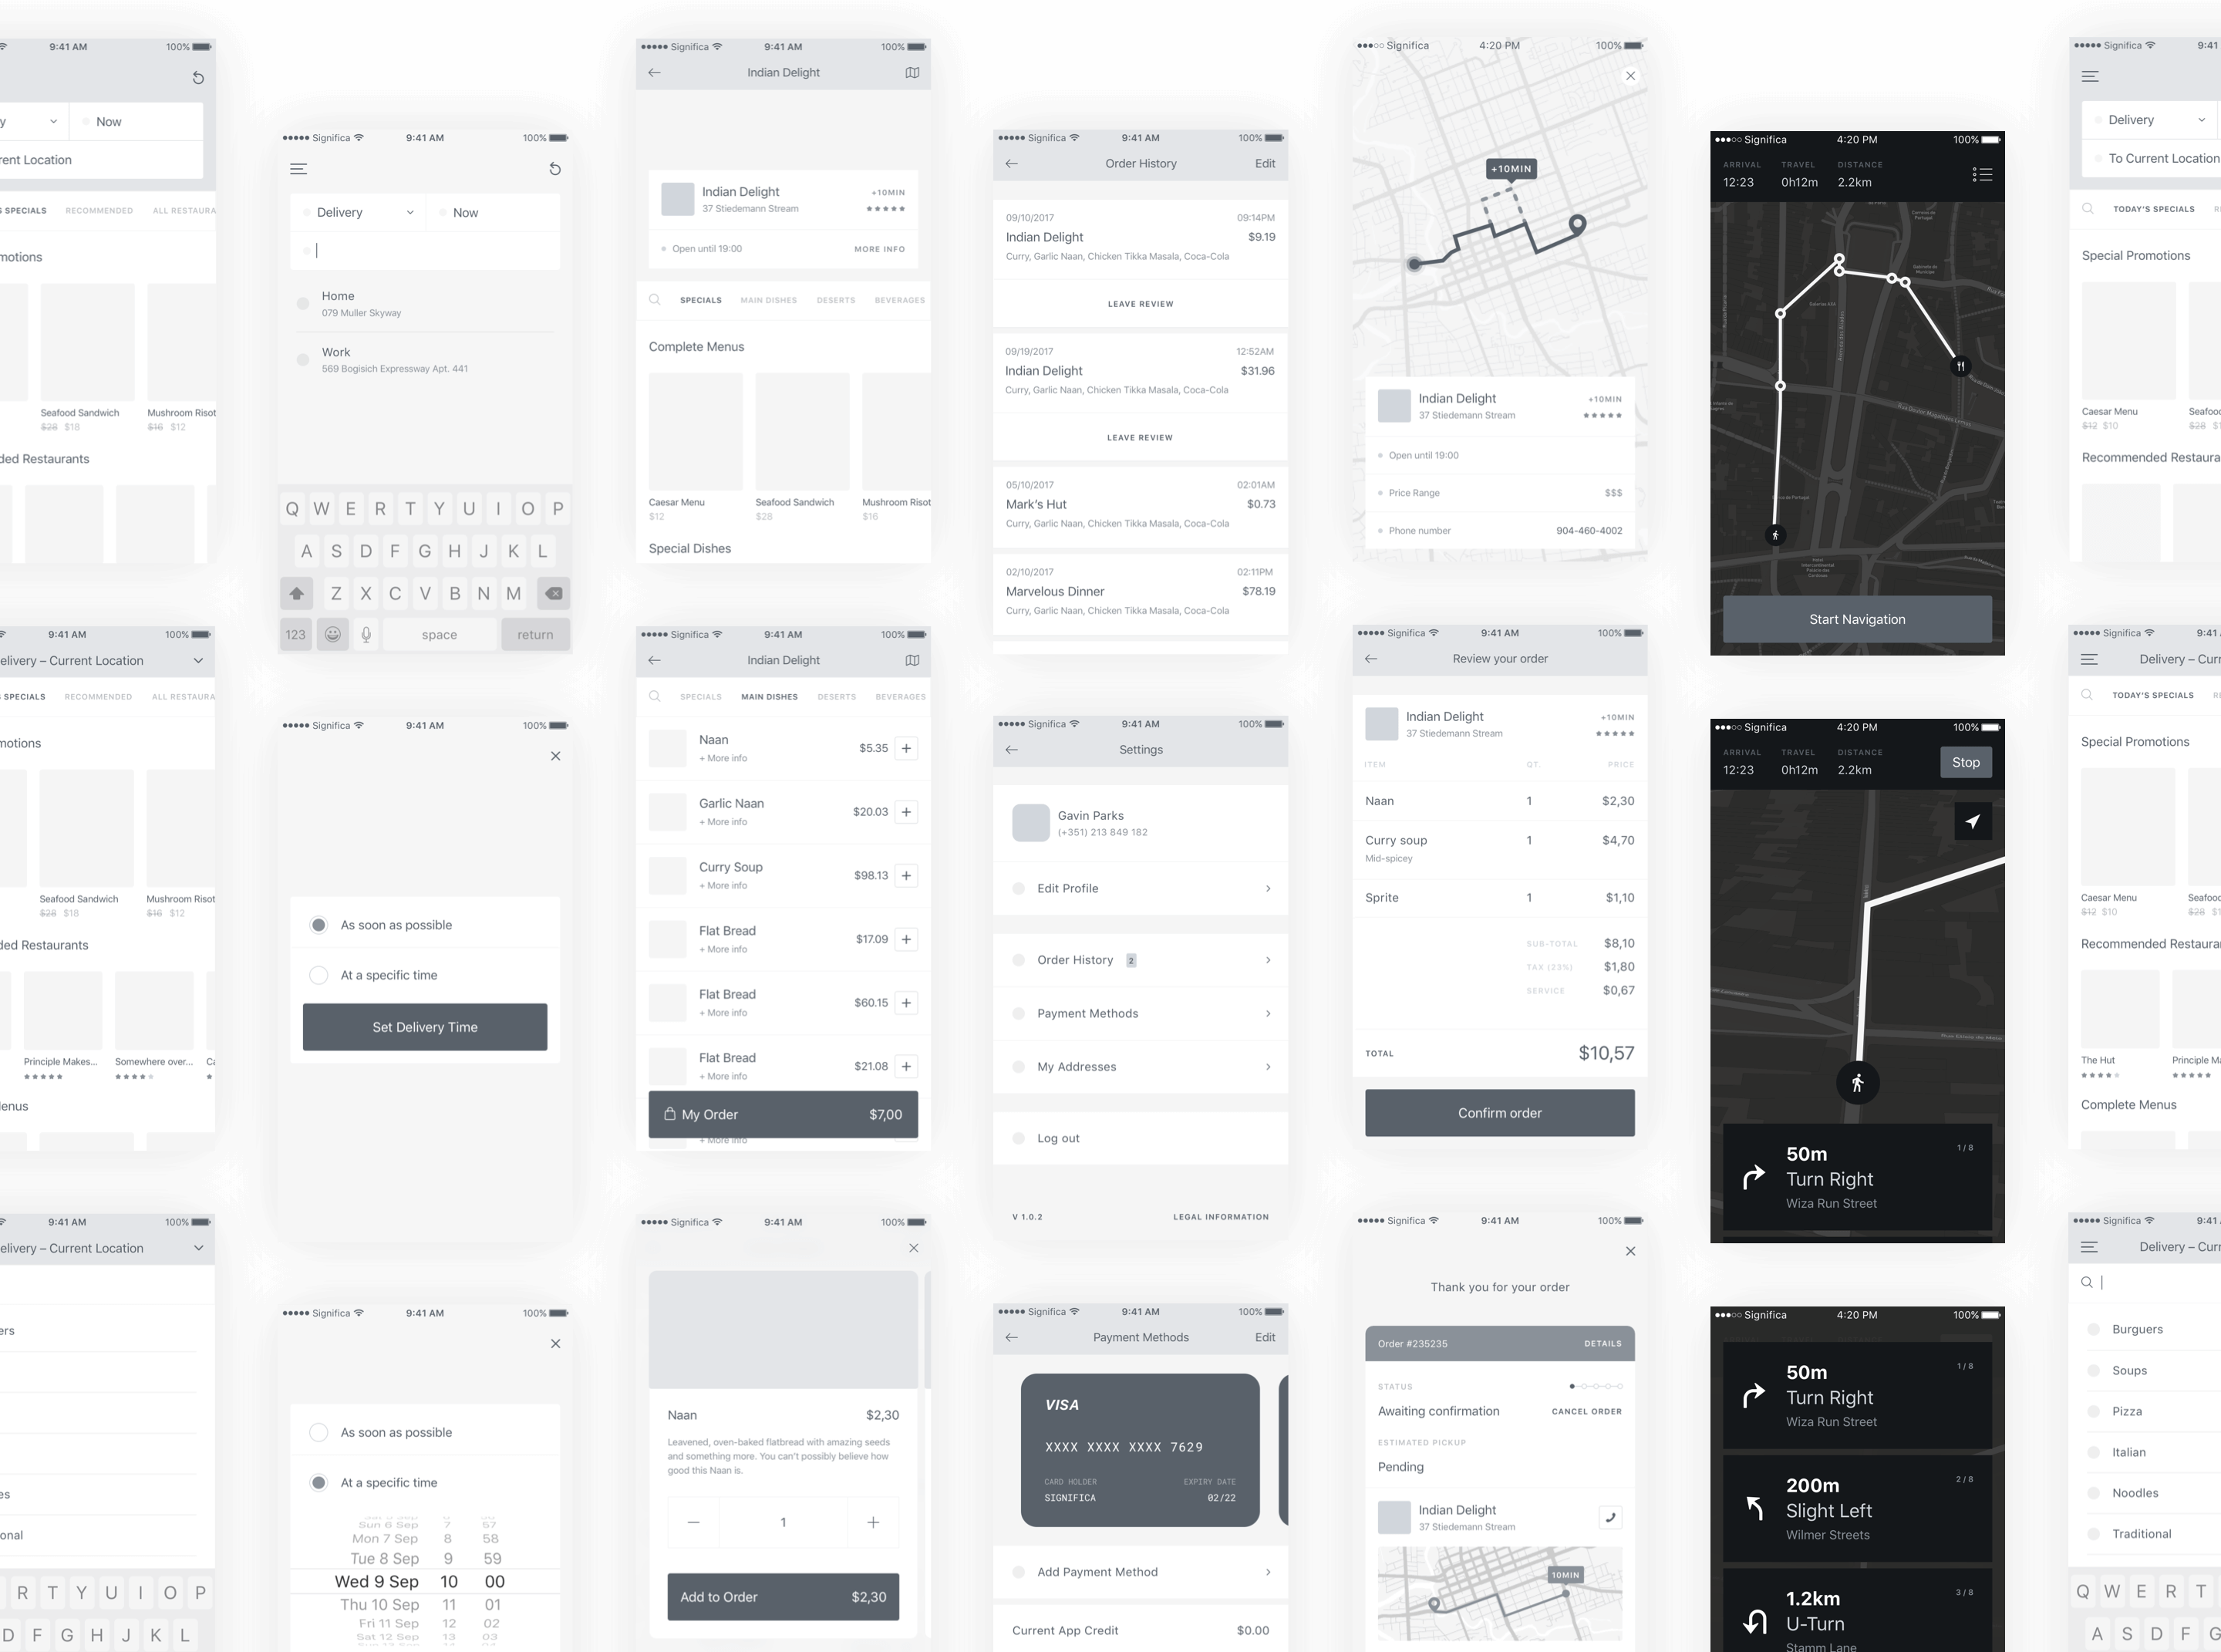 9:41 AM 100%
y Now
rent Location
SPECIALS RECOMMENDED ALL RESTAURA
motions
Seafood Sandwich Mushroom Risot
$28 $18 $16 $12
ded Restaurants
9:41 AM 100%
elivery – Current Location
SPECIALS RECOMMENDED ALL RESTAURA
motions
Seafood Sandwich Mushroom Risot
$28 $18 $16 $12
ded Restaurants
Principle Makes... Somewhere over... Ca
lenus
9:41 AM 100%
elivery – Current Location
ers
es
onal
R T Y U I O P
D F G H J K L
Significa 9:41 AM 100%
Delivery Now
Home
079 Muller Skyway
Work
569 Bogisich Expressway Apt. 441
Q W E R T Y U I O P
A S D F G H J K L
Z X C V B N M
123 space return
Significa 9:41 AM 100%
As soon as possible
At a specific time
Set Delivery Time
Significa 9:41 AM 100%
As soon as possible
At a specific time
Sun 6 Sep 7 57
Mon 7 Sep 8 58
Tue 8 Sep 9 59
Wed 9 Sep 10 00
Thu 10 Sep 11 01
Fri 11 Sep 12 02
Sat 12 Sep 13 03
Significa 9:41 AM 100%
Indian Delight
Indian Delight +10MIN
37 Stiedemann Stream
Open until 19:00 MORE INFO
SPECIALS MAIN DISHES DESERTS BEVERAGES
Complete Menus
Caesar Menu Seafood Sandwich Mushroom Risot
$12 $28 $16
Special Dishes
Significa 9:41 AM 100%
Indian Delight
SPECIALS MAIN DISHES DESERTS BEVERAGES
Naan $5.35 +
+ More info
Garlic Naan $20.03 +
+ More info
Curry Soup $98.13 +
+ More info
Flat Bread $17.09 +
+ More info
Flat Bread $60.15 +
+ More info
Flat Bread $21.08 +
+ More info
My Order $7,00
+ More info
Significa 9:41 AM 100%
Naan $2,30
Leavened, oven-baked flatbread with amazing seeds
and something more. You can't possibly believe how
good this Naan is.
— 1 +
Add to Order $2,30
Significa 9:41 AM 100%
Order History Edit
09/10/2017 09:14PM
Indian Delight $9.19
Curry, Garlic Naan, Chicken Tikka Masala, Coca-Cola
LEAVE REVIEW
09/19/2017 12:52AM
Indian Delight $31.96
Curry, Garlic Naan, Chicken Tikka Masala, Coca-Cola
LEAVE REVIEW
05/10/2017 02:01AM
Mark's Hut $0.73
Curry, Garlic Naan, Chicken Tikka Masala, Coca-Cola
02/10/2017 02:11PM
Marvelous Dinner $78.19
Curry, Garlic Naan, Chicken Tikka Masala, Coca-Cola
Significa 9:41 AM 100%
Settings
Gavin Parks
(+351) 213 849 182
Edit Profile
Order History 2
Payment Methods
My Addresses
Log out
V 1.0.2 LEGAL INFORMATION
Significa 9:41 AM 100%
Payment Methods Edit
VISA
XXXX XXXX XXXX 7629
CARD HOLDER EXPIRY DATE
SIGNIFICA 02/22
Add Payment Method
Current App Credit $0.00
Significa 4:20 PM 100%
+10MIN
Indian Delight +10MIN
37 Stiedemann Stream
Open until 19:00
Price Range $$$
Phone number 904-460-4002
Significa 9:41 AM 100%
Review your order
Indian Delight +10MIN
37 Stiedemann Stream
ITEM QT. PRICE
Naan 1 $2,30
Curry soup 1 $4,70
Mid-spicey
Sprite 1 $1,10
SUB-TOTAL $8,10
TAX (23%) $1,80
SERVICE $0,67
TOTAL $10,57
Confirm order
Significa 9:41 AM 100%
Thank you for your order
Order #235235 DETAILS
STATUS
Awaiting confirmation CANCEL ORDER
ESTIMATED PICKUP
Pending
Indian Delight
37 Stiedemann Stream
10MIN
Significa 4:20 PM 100%
ARRIVAL TRAVEL DISTANCE
12:23 0h12m 2.2km
Start Navigation
Significa 4:20 PM 100%
ARRIVAL TRAVEL DISTANCE
12:23 0h12m 2.2km
Stop
50m 1 / 8
Turn Right
Wiza Run Street
Significa 4:20 PM 100%
50m 1 / 8
Turn Right
Wiza Run Street
200m 2 / 8
Slight Left
Wilmer Streets
1.2km 3 / 8
U-Turn
Stamm Lane
Significa 9:41
Delivery
To Current Location
TODAY'S SPECIALS R
Special Promotions
Caesar Menu Seafood
$12 $10 $28 $1
Recommended Restaura
Significa 9:41
Delivery – Curr
TODAY'S SPECIALS R
Special Promotions
Caesar Menu Seafood
$12 $10 $28 $1
Recommended Restaura
The Hut Principle Ma
Complete Menus
Significa 9:41
Delivery – Curr
Burguers
Soups
Pizza
Italian
Noodles
Traditional
Q W E R T
A S D F G